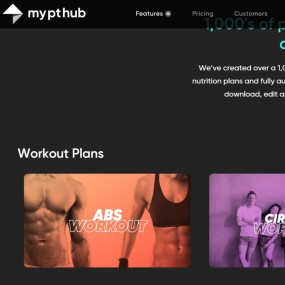 mypthub
Features
Pricing
Customers
1,000's of p
We've created over a 1,0
nutrition plans and fully au
download, edit a
Workout Plans
ABS
WORKOUT
CIR
WORK